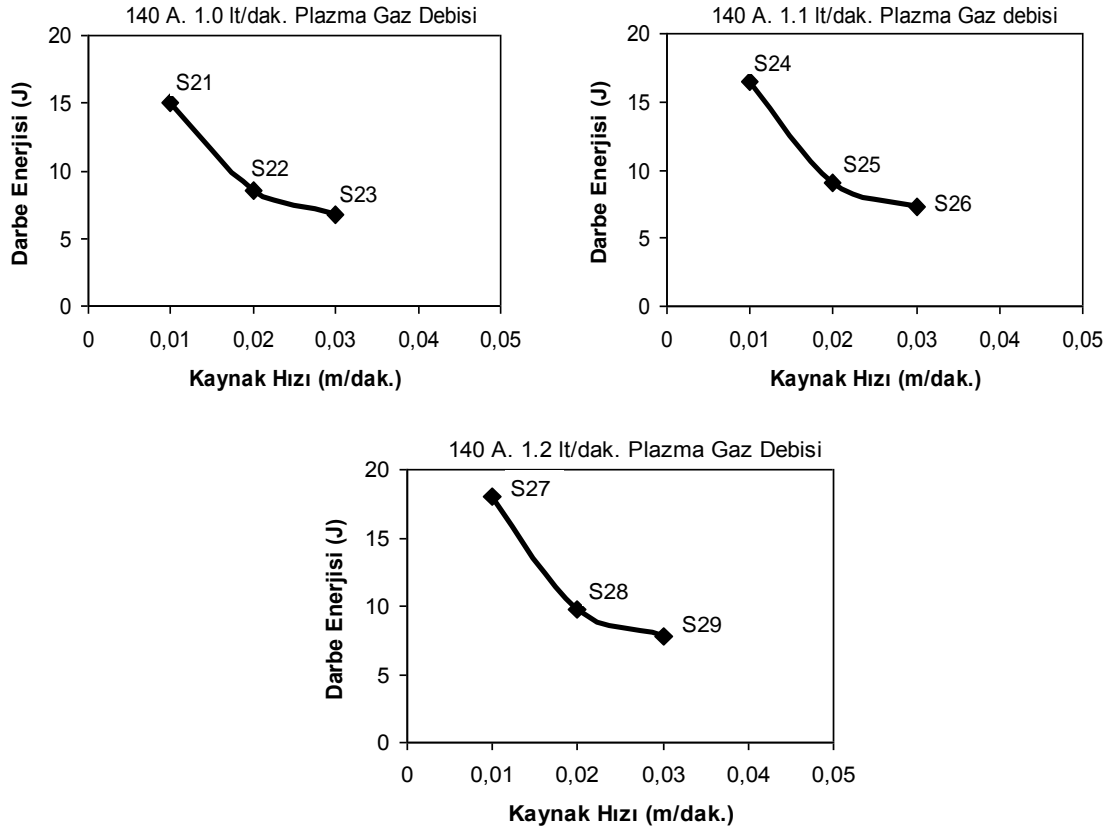 140 A. 1.0 lt/dak. Plazma Gaz Debisi
Darbe Enerjisi (J)
20
15
10
5
0
S21
S22
S23
0 0,01 0,02 0,03 0,04 0,05
Kaynak Hızı (m/dak.)
140 A. 1.1 lt/dak. Plazma Gaz debisi
Darbe Enerjisi (J)
20
15
10
5
0
S24
S25
S26
0 0,01 0,02 0,03 0,04 0,05
Kaynak Hızı (m/dak.)
140 A. 1.2 lt/dak. Plazma Gaz Debisi
Darbe Enerjisi (J)
20
15
10
5
0
S27
S28
S29
0 0,01 0,02 0,03 0,04 0,05
Kaynak Hızı (m/dak.)